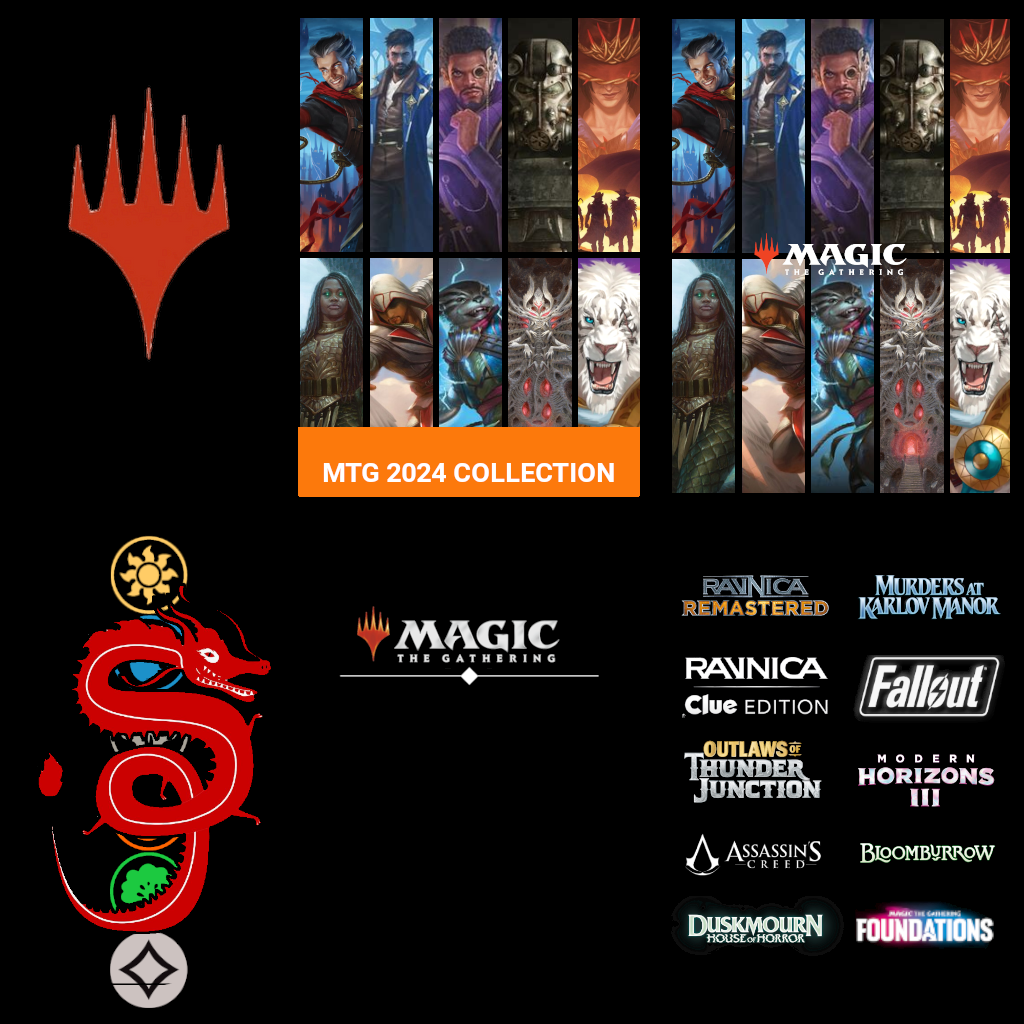 MAGIC
THE GATHERING
MTG 2024 COLLECTION
MAGIC
THE GATHERING
RAVNICA
REMASTERED
MURDERS AT
KARLOV MANOR
RAVNICA
Clue EDITION
Fallout
OUTLAWS OF
THUNDER
JUNCTION
MODERN
HORIZONS
III
ASSASSIN'S
CREED
BLOOMBURROW
DUSKMOURN
HOUSE OF HORROR
MAGIC THE GATHERING
FOUNDATIONS